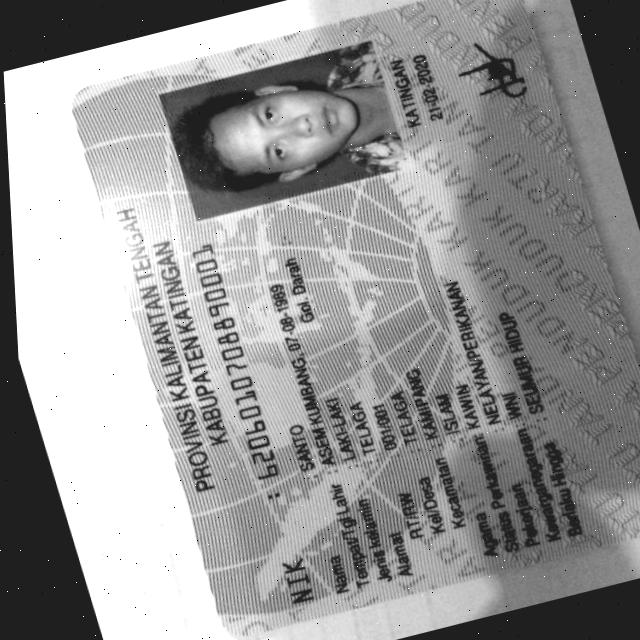 PROVINSI KALIMANTAN TENGAH
KABUPATEN KATINGAN
NIK : 6206010708890001
Nama : SANTO
Tempat/Tgl Lahir : ASEM KUMBANG, 07-08-1989
Jenis Kelamin : LAKI-LAKI Gol. Darah : -
Alamat : TELAGA
RT/RW : 001/001
Kel/Desa : TELAGA
Kecamatan : KAMIPANG
Agama : ISLAM
Status Perkawinan : KAWIN
Pekerjaan : NELAYAN/PERIKANAN
Kewarganegaraan : WNI
Berlaku Hingga : SEUMUR HIDUP
KATINGAN
21-02-2020